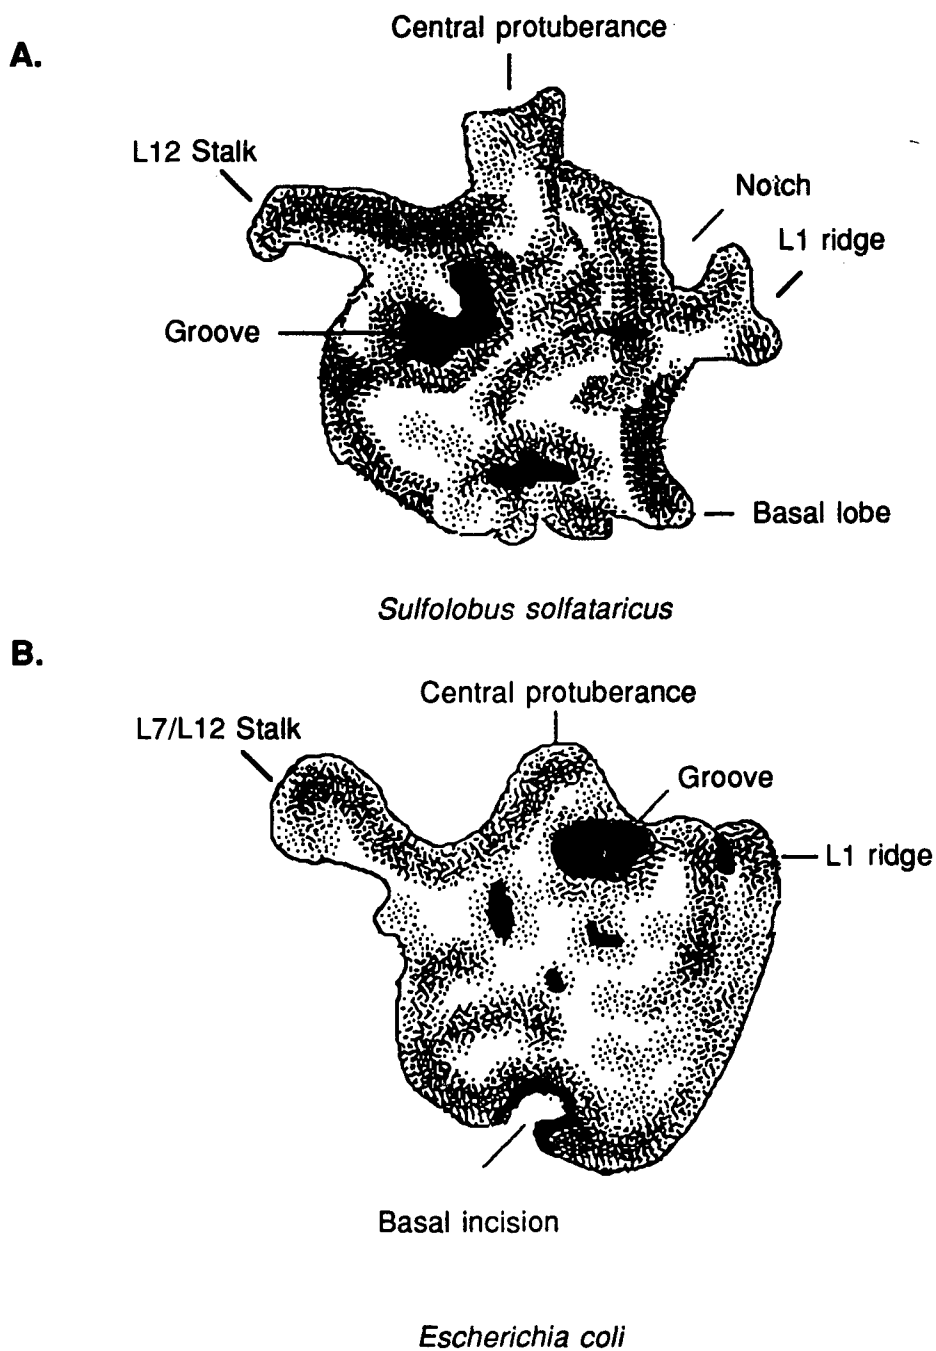 A.
Central protuberance
L12 Stalk
Notch
L1 ridge
Groove
Basal lobe
Sulfolobus solfataricus
B.
Central protuberance
L7/L12 Stalk
Groove
L1 ridge
Basal incision
Escherichia coli